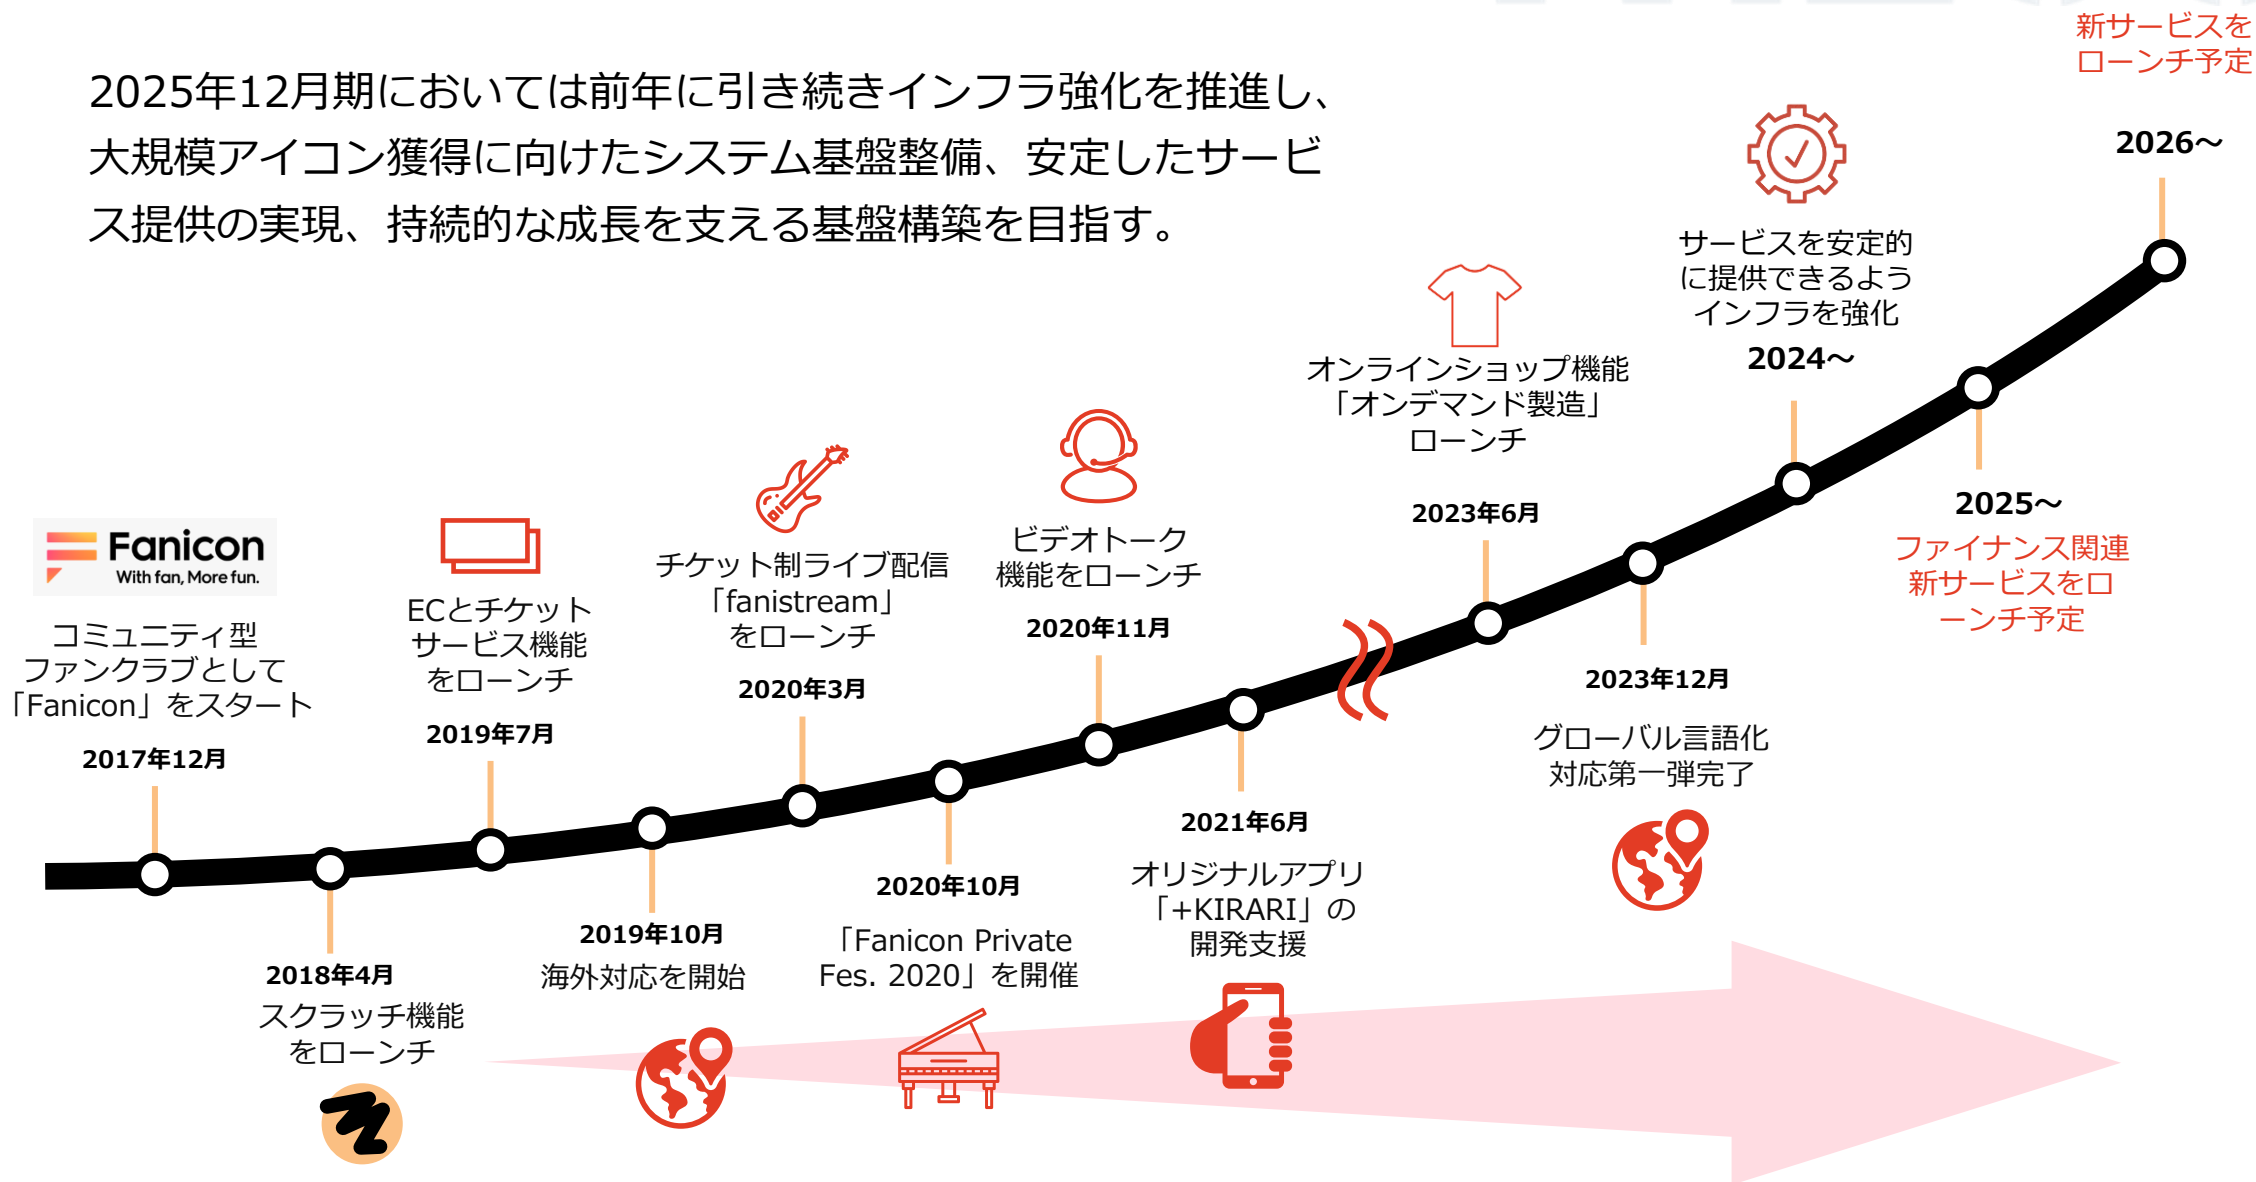 2025年12月期においては前年に引き続きインフラ強化を推進し、
大規模アイコン獲得に向けたシステム基盤整備、安定したサービ
ス提供の実現、持続的な成長を支える基盤構築を目指す。
Fanicon
With fan, More fun.
コミュニティ型
ファンクラブとして
「Fanicon」をスタート
2017年12月
2018年4月
スクラッチ機能
をローンチ
ECとチケット
サービス機能
をローンチ
2019年7月
2019年10月
海外対応を開始
チケット制ライブ配信
「fanistream」
をローンチ
2020年3月
2020年10月
「Fanicon Private
Fes. 2020」を開催
ビデオトーク
機能をローンチ
2020年11月
2021年6月
オリジナルアプリ
「+KIRARI」の
開発支援
オンラインショップ機能
「オンデマンド製造」
ローンチ
2023年6月
2023年12月
グローバル言語化
対応第一弾完了
サービスを安定的
に提供できるよう
インフラを強化
2024～
2025～
ファイナンス関連
新サービスをロ
ーンチ予定
新サービスを
ローンチ予定
2026～